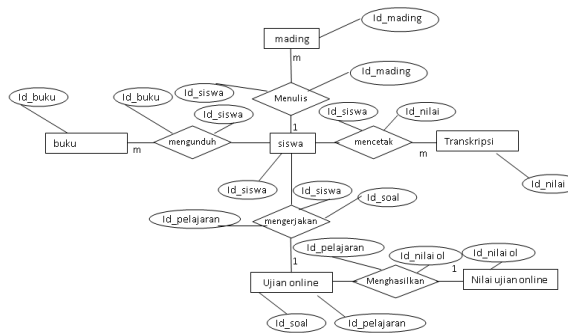 Id_mading
mading
m
Id_buku
Id_buku
Id_siswa
Id_mading
Menulis
Id_siswa
Id_siswa
Id_nilai
1
buku
m
mengunduh
siswa
mencetak
m
Transkripsi
Id_siswa
Id_siswa
Id_nilai
Id_soal
Id_pelajaran
mengerjakan
Id_pelajaran
Id_nilai ol
Id_nilai ol
1
1
Ujian online
Menghasilkan
Nilai ujian online
Id_soal
Id_pelajaran